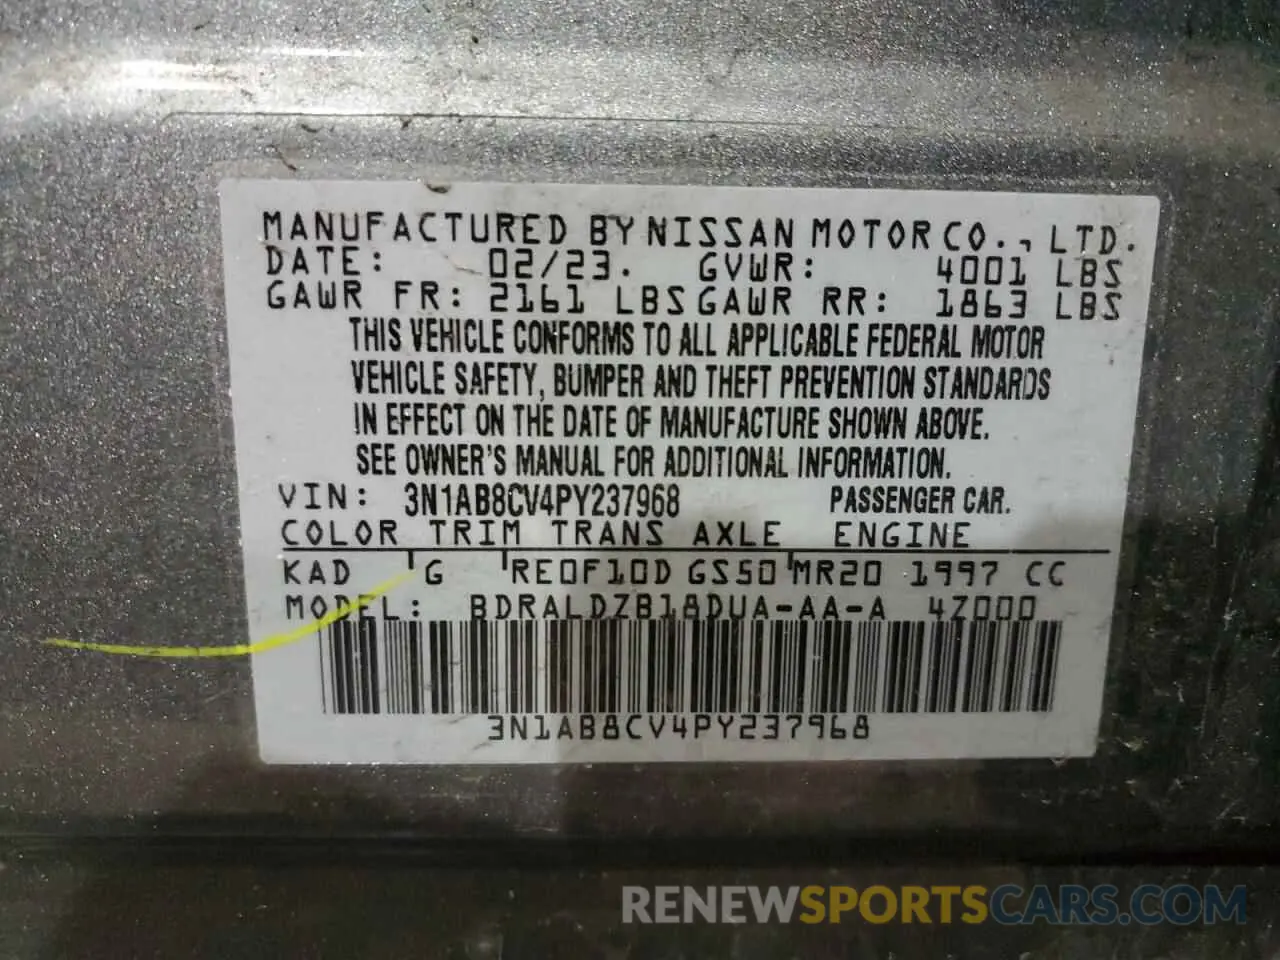 MANUFACTURED BY NISSAN MOTOR CO., LTD.
DATE: 02/23. GVWR: 4001 LBS
GAWR FR: 2161 LBS GAWR RR: 1863 LBS
THIS VEHICLE CONFORMS TO ALL APPLICABLE FEDERAL MOTOR
VEHICLE SAFETY, BUMPER AND THEFT PREVENTION STANDARDS
IN EFFECT ON THE DATE OF MANUFACTURE SHOWN ABOVE.
SEE OWNER'S MANUAL FOR ADDITIONAL INFORMATION.
VIN: 3N1AB8CV4PY237968 PASSENGER CAR.
COLOR TRIM TRANS AXLE ENGINE
KAD G RE0F10D GS50 MR20 1997 CC
MODEL: BDRALDZB18DUA-AA-A 4Z000
3N1AB8CV4PY237968
RENEWSPORTSCARS.COM